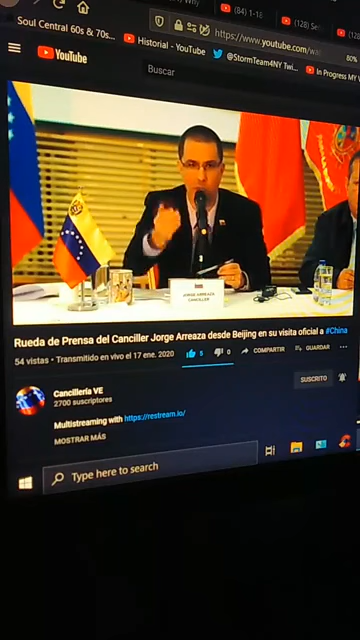 (84) 1-18
(128) Se
Soul Central 60s & 70s...
Historial - YouTube
@StormTeam4NY Twi...
In Progress MY
https://www.youtube.com/wa
80%
YouTube
Buscar
JORGE ARREAZA
CANCILLER
Rueda de Prensa del Canciller Jorge Arreaza desde Beijing en su visita oficial a #China
54 vistas • Transmitido en vivo el 17 ene. 2020
5
0
COMPARTIR
GUARDAR
Cancillería VE
2700 suscriptores
SUSCRITO
Multistreaming with https://restream.io/
MOSTRAR MÁS
Type here to search